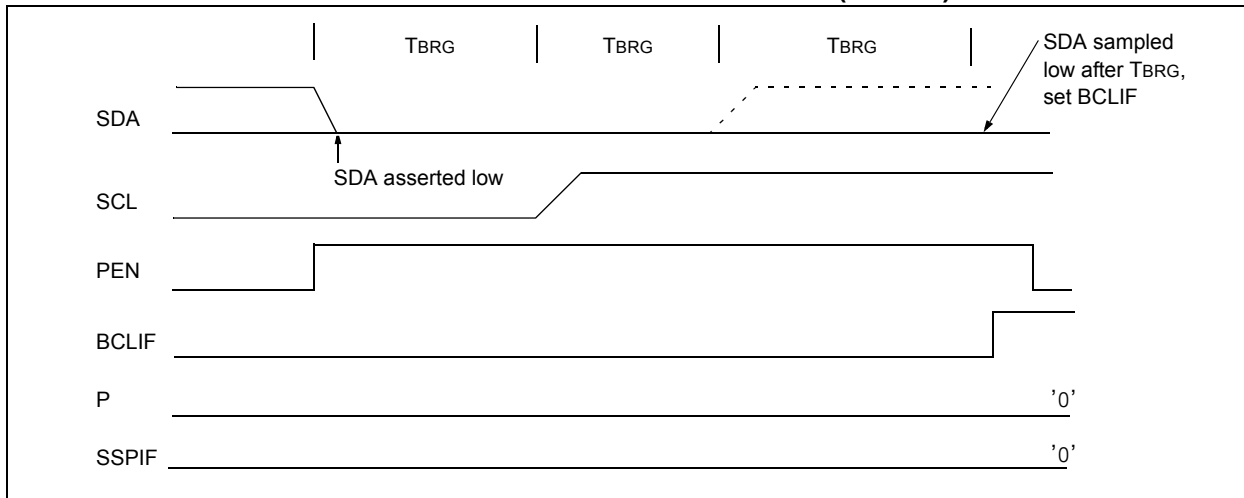 TBRG TBRG TBRG
SDA sampled
low after TBRG,
set BCLIF
SDA
SDA asserted low
SCL
PEN
BCLIF
P '0'
SSPIF '0'